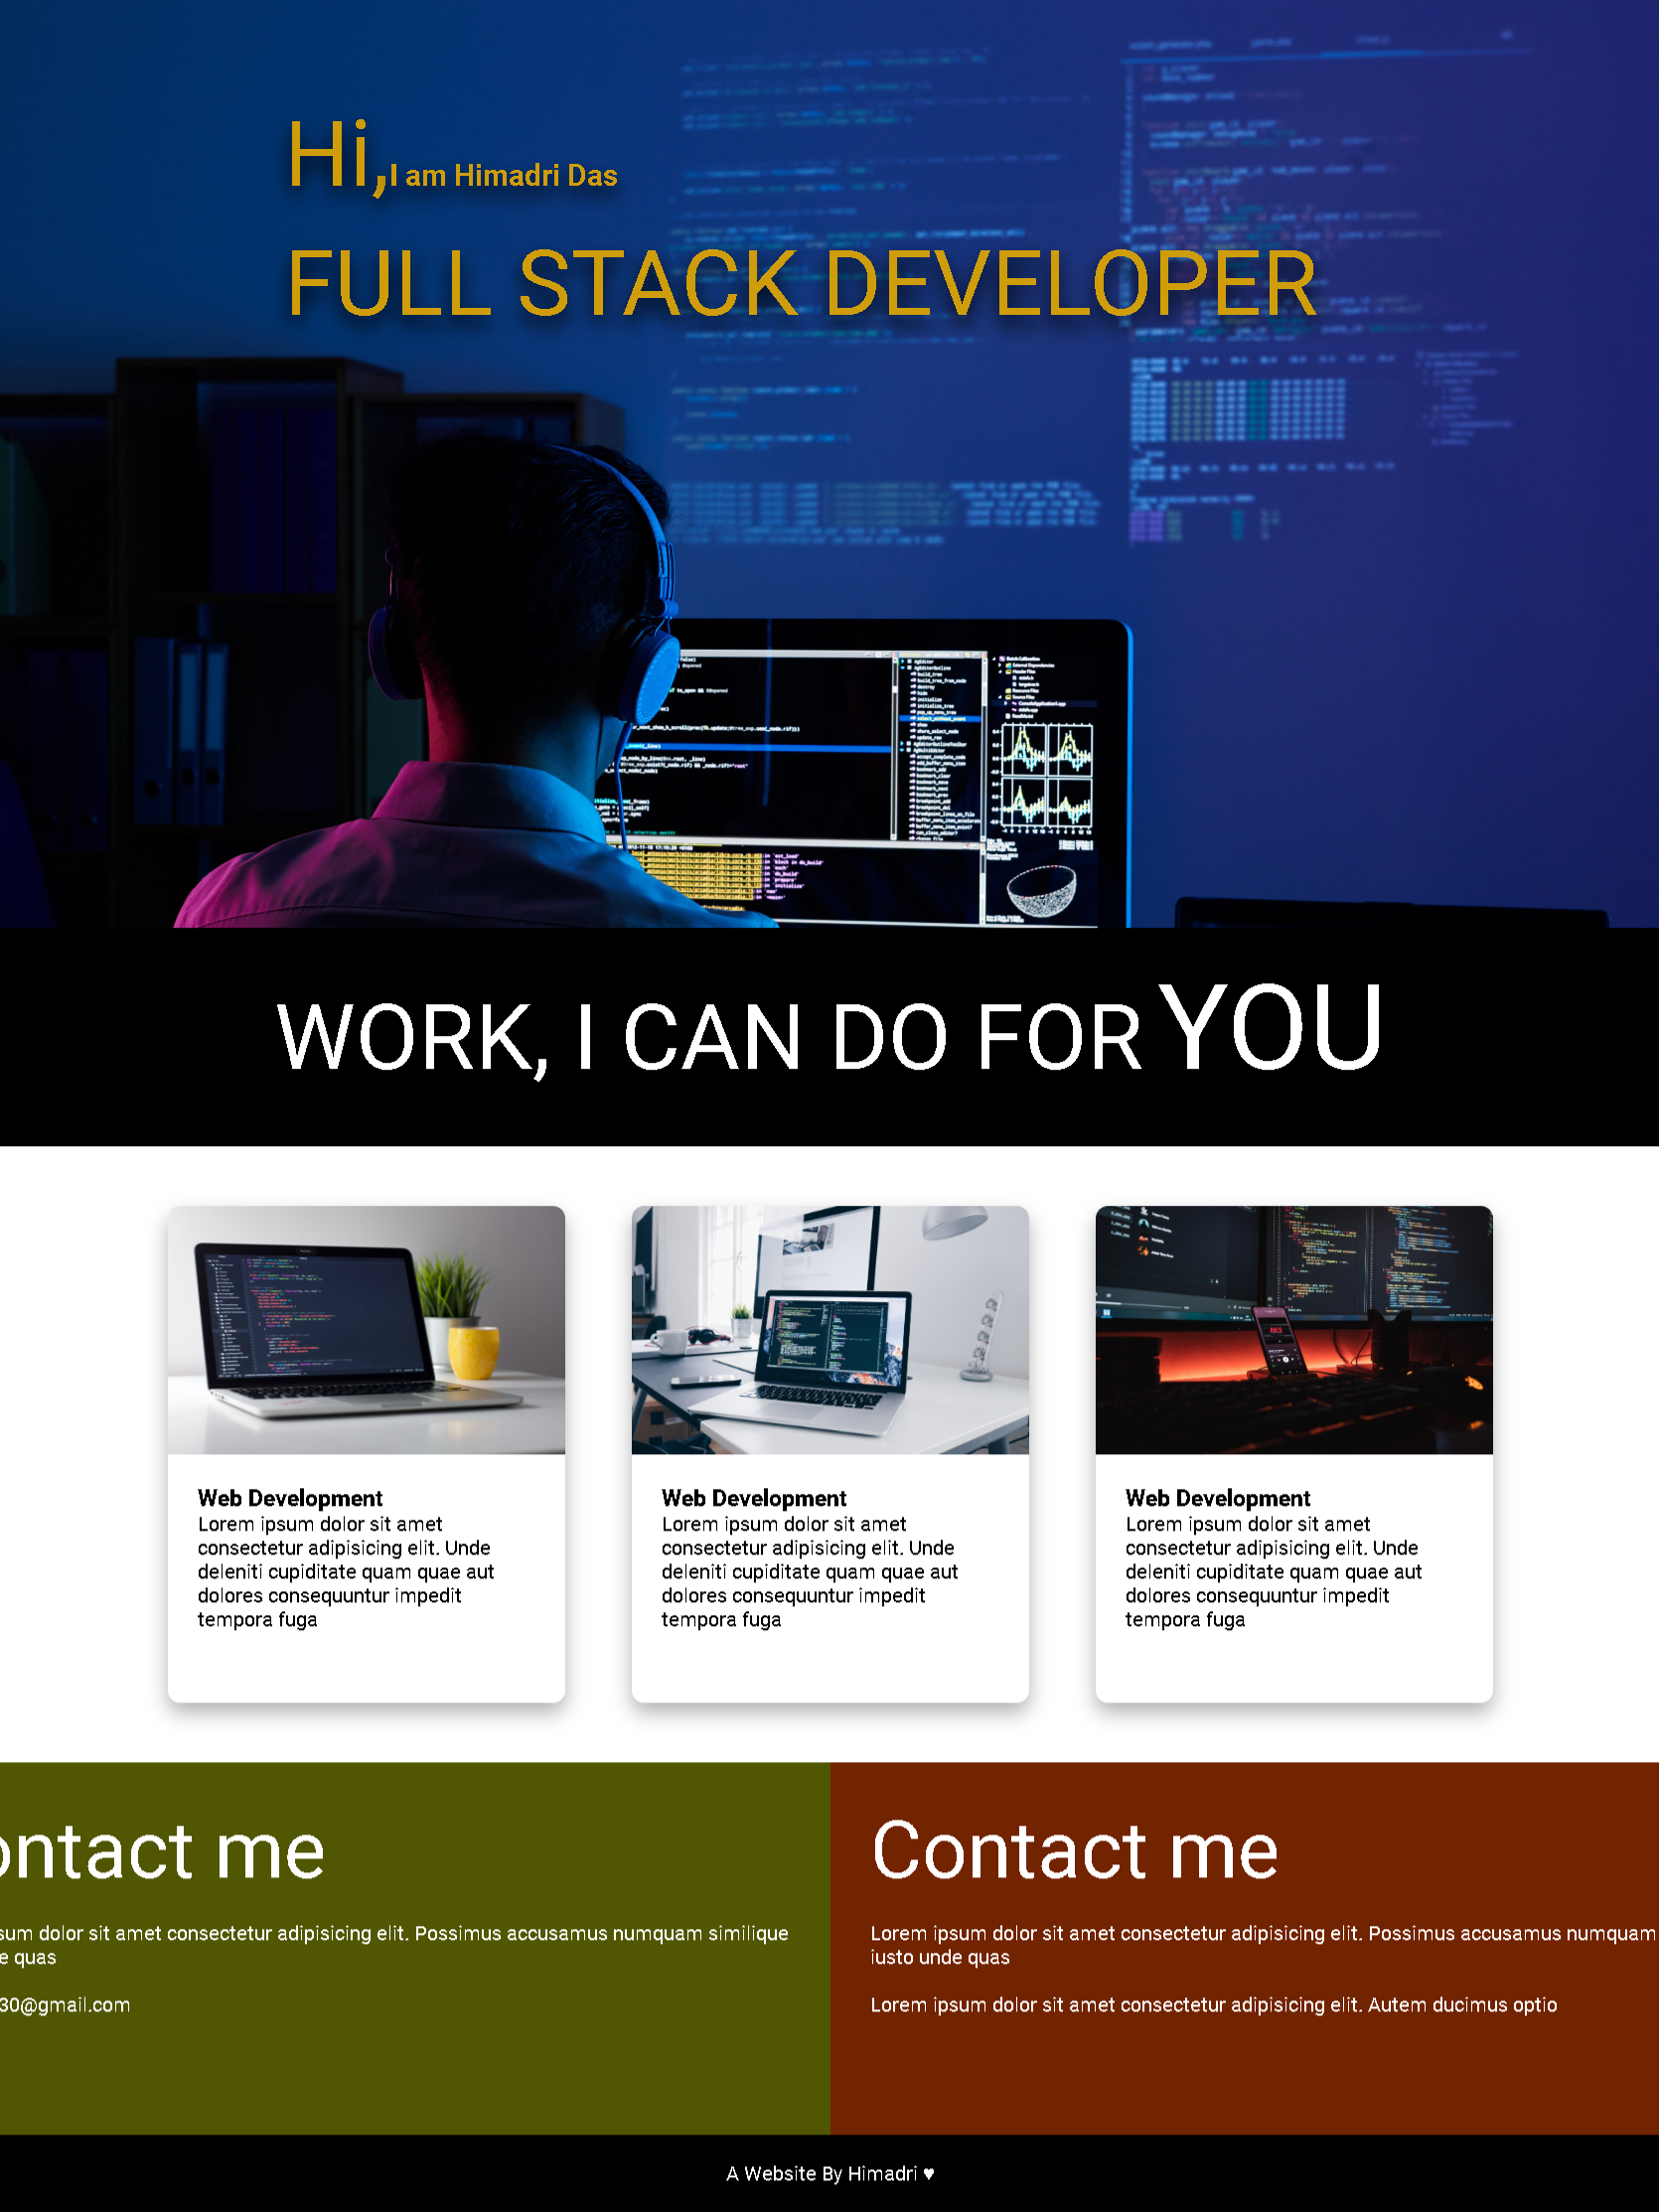 Hi,I am Himadri Das
FULL STACK DEVELOPER
WORK, I CAN DO FOR YOU
Web Development
Lorem ipsum dolor sit amet
consectetur adipisicing elit. Unde
deleniti cupiditate quam quae aut
dolores consequuntur impedit
tempora fuga
Web Development
Lorem ipsum dolor sit amet
consectetur adipisicing elit. Unde
deleniti cupiditate quam quae aut
dolores consequuntur impedit
tempora fuga
Web Development
Lorem ipsum dolor sit amet
consectetur adipisicing elit. Unde
deleniti cupiditate quam quae aut
dolores consequuntur impedit
tempora fuga
ontact me
sum dolor sit amet consectetur adipisicing elit. Possimus accusamus numquam similique
e quas
30@gmail.com
Contact me
Lorem ipsum dolor sit amet consectetur adipisicing elit. Possimus accusamus numquam
iusto unde quas
Lorem ipsum dolor sit amet consectetur adipisicing elit. Autem ducimus optio
A Website By Himadri ♥